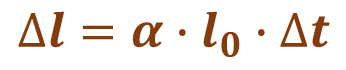 Δl = α · l₀ · Δt